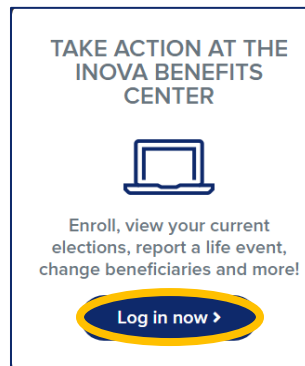 TAKE ACTION AT THE
INOVA BENEFITS
CENTER
Enroll, view your current
elections, report a life event,
change beneficiaries and more!
Log in now >